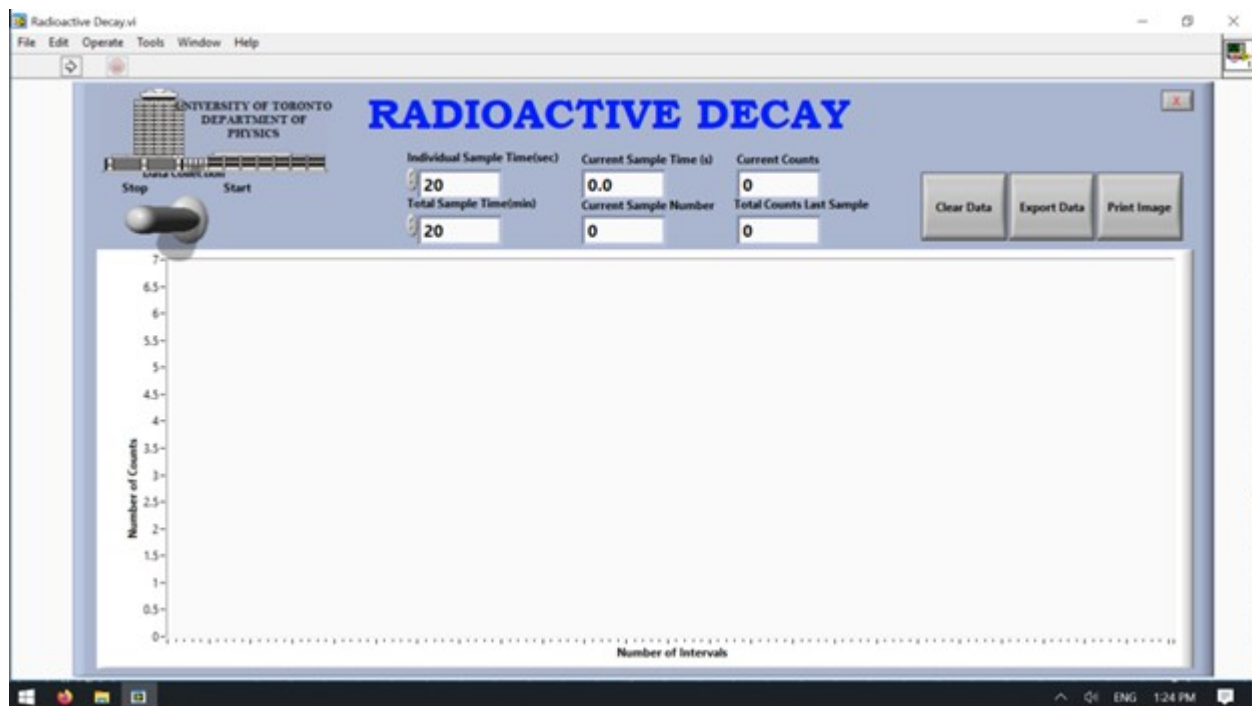 Radioactive Decay.vi
File Edit Operate Tools Window Help
UNIVERSITY OF TORONTO
DEPARTMENT OF
PHYSICS
RADIOACTIVE DECAY
X
Data Collection
Stop Start
Individual Sample Time(sec) Current Sample Time (s) Current Counts
20 0.0 0
Total Sample Time(min) Current Sample Number Total Counts Last Sample
20 0 0
Clear Data Export Data Print Image
7
6.5
6
5.5
5
4.5
4
3.5
3
2.5
2
1.5
1
0.5
0
Number of Counts
Number of Intervals
ENG 1:24 PM